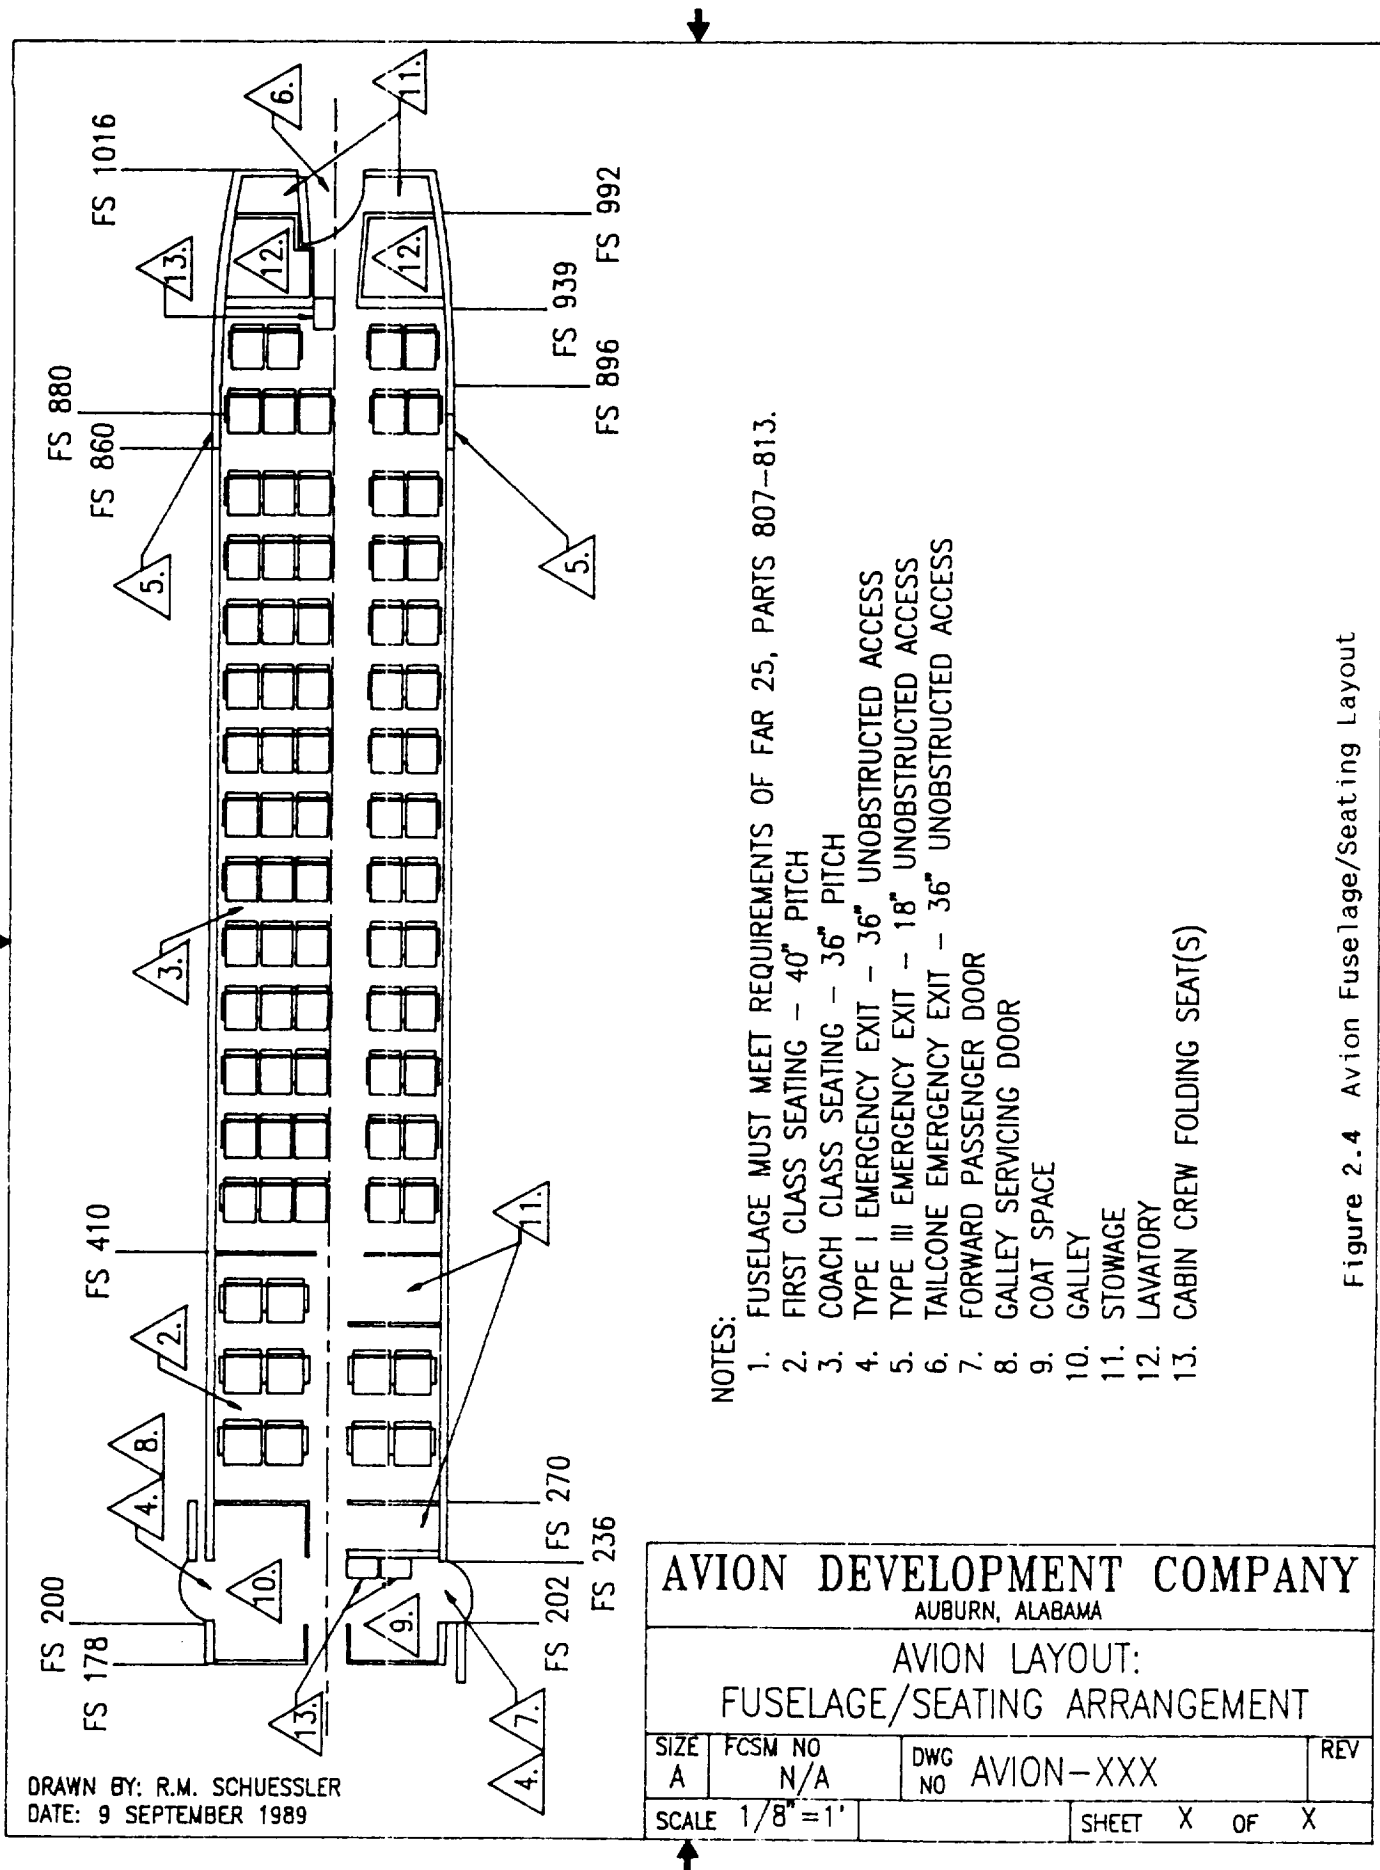 6.
11.
FS 1016
FS 992
13.
12.
12.
FS 939
FS 896
FS 880
FS 860
5.
5.
3.
FS 410
11.
2.
8.
4.
FS 270
FS 236
10.
9.
FS 200
FS 202
FS 178
13.
7.
4.
NOTES:
1. FUSELAGE MUST MEET REQUIREMENTS OF FAR 25, PARTS 807-813.
2. FIRST CLASS SEATING - 40" PITCH
3. COACH CLASS SEATING - 36" PITCH
4. TYPE I EMERGENCY EXIT - 36" UNOBSTRUCTED ACCESS
5. TYPE III EMERGENCY EXIT - 18" UNOBSTRUCTED ACCESS
6. TAILCONE EMERGENCY EXIT - 36" UNOBSTRUCTED ACCESS
7. FORWARD PASSENGER DOOR
8. GALLEY SERVICING DOOR
9. COAT SPACE
10. GALLEY
11. STOWAGE
12. LAVATORY
13. CABIN CREW FOLDING SEAT(S)
DRAWN BY: R.M. SCHUESSLER
DATE: 9 SEPTEMBER 1989
AVION DEVELOPMENT COMPANY
AUBURN, ALABAMA
AVION LAYOUT:
FUSELAGE/SEATING ARRANGEMENT
SIZE A
FCSM NO N/A
DWG NO AVION-XXX
REV
SCALE 1/8"=1'
SHEET X OF X
Figure 2.4 Avion Fuselage/Seating Layout